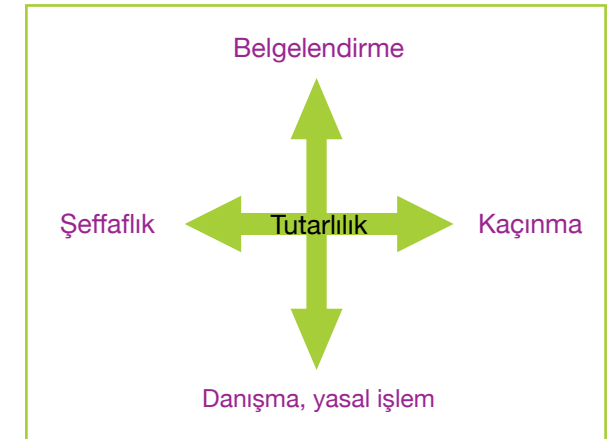 Belgelendirme
Şeffaflık
Tutarlılık
Kaçınma
Danışma, yasal işlem